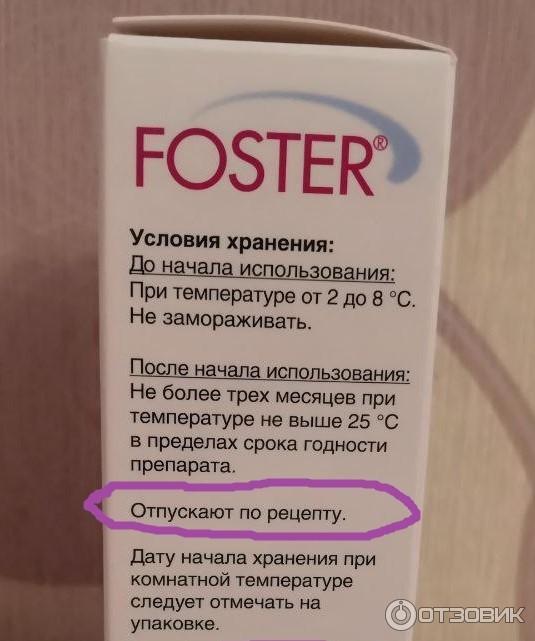 FOSTER®
Условия хранения:
До начала использования:
При температуре от 2 до 8 °C.
Не замораживать.
После начала использования:
Не более трех месяцев при
температуре не выше 25 °C
в пределах срока годности
препарата.
Отпускают по рецепту.
Дату начала хранения при
комнатной температуре
следует отмечать на
упаковке.
ОТЗОВИК